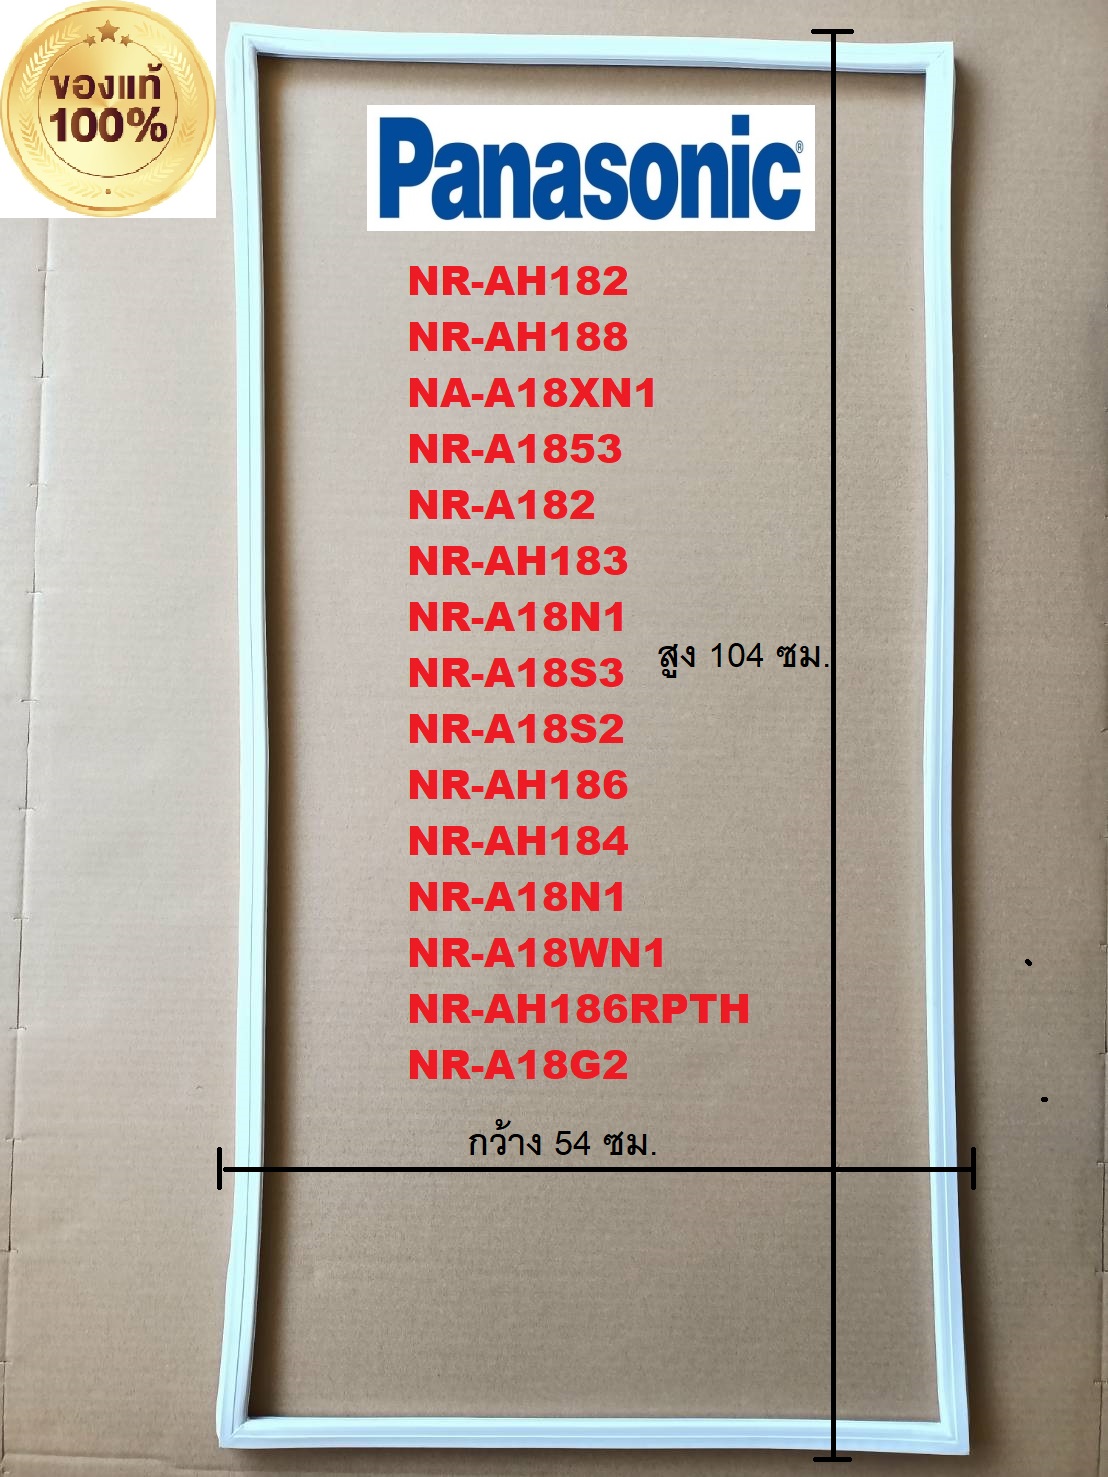 ของแท้
100%
Panasonic®
NR-AH182
NR-AH188
NA-A18XN1
NR-A1853
NR-A182
NR-AH183
NR-A18N1
NR-A18S3
สูง 104 ซม.
NR-A18S2
NR-AH186
NR-AH184
NR-A18N1
NR-A18WN1
NR-AH186RPTH
NR-A18G2
กว้าง 54 ซม.